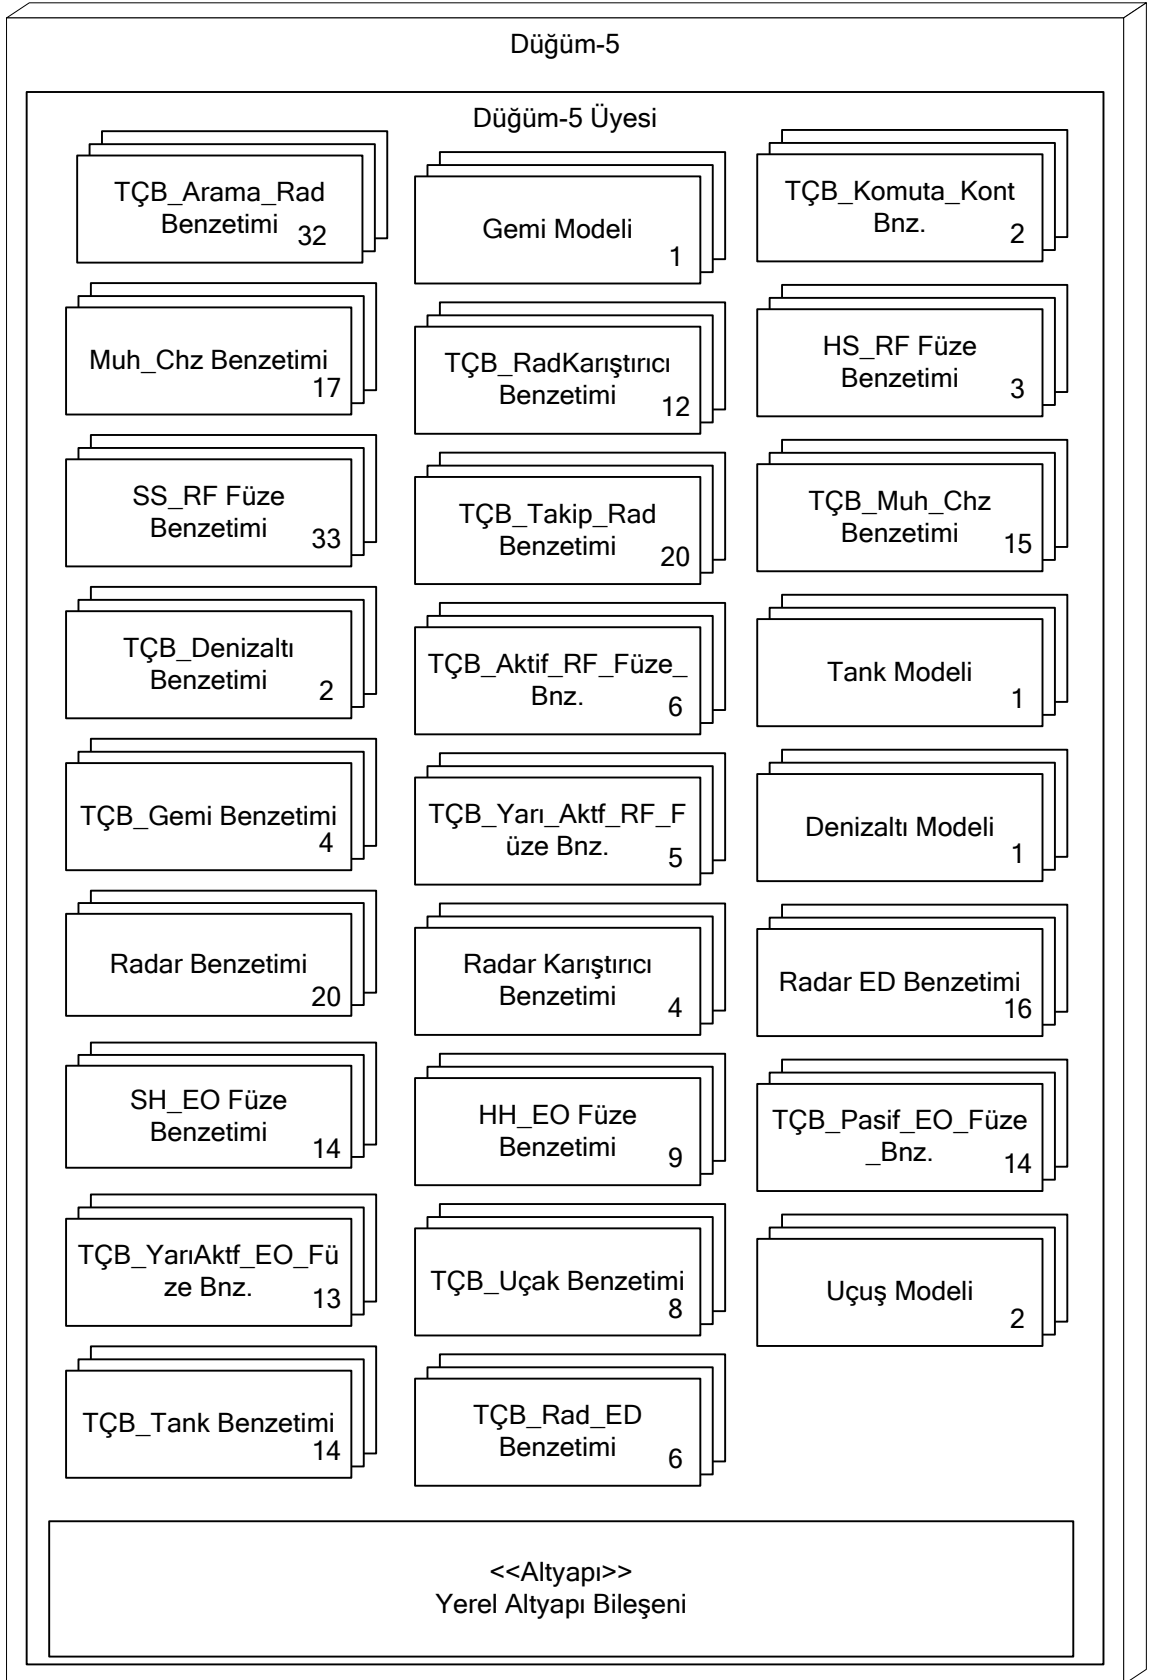 Düğüm-5
Düğüm-5 Üyesi
TÇB_Arama_Rad
Benzetimi
32
Gemi Modeli
1
TÇB_Komuta_Kont
Bnz.
2
Muh_Chz Benzetimi
17
TÇB_RadKarıştırıcı
Benzetimi
12
HS_RF Füze
Benzetimi
3
SS_RF Füze
Benzetimi
33
TÇB_Takip_Rad
Benzetimi
20
TÇB_Muh_Chz
Benzetimi
15
TÇB_Denizaltı
Benzetimi
2
TÇB_Aktif_RF_Füze_
Bnz.
6
Tank Modeli
1
TÇB_Gemi Benzetimi
4
TÇB_Yarı_Aktf_RF_F
üze Bnz.
5
Denizaltı Modeli
1
Radar Benzetimi
20
Radar Karıştırıcı
Benzetimi
4
Radar ED Benzetimi
16
SH_EO Füze
Benzetimi
14
HH_EO Füze
Benzetimi
9
TÇB_Pasif_EO_Füze
_Bnz.
14
TÇB_YarıAktf_EO_Fü
ze Bnz.
13
TÇB_Uçak Benzetimi
8
Uçuş Modeli
2
TÇB_Tank Benzetimi
14
TÇB_Rad_ED
Benzetimi
6
<<Altyapı>>
Yerel Altyapı Bileşeni